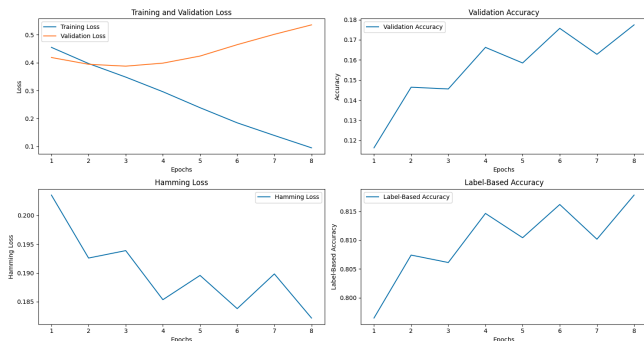 Training and Validation Loss
Training Loss
Validation Loss
0.5
0.4
0.3
0.2
0.1
Loss
1 2 3 4 5 6 7 8
Epochs
Validation Accuracy
Validation Accuracy
0.18
0.17
0.16
0.15
0.14
0.13
0.12
Accuracy
1 2 3 4 5 6 7 8
Epochs
Hamming Loss
Hamming Loss
0.200
0.195
0.190
0.185
Hamming Loss
1 2 3 4 5 6 7 8
Epochs
Label-Based Accuracy
Label-Based Accuracy
0.815
0.810
0.805
0.800
Label-Based Accuracy
1 2 3 4 5 6 7 8
Epochs